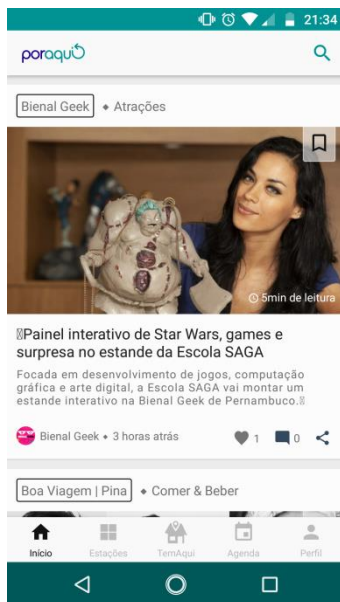 21:34
poraqui
Bienal Geek ◆ Atrações
5min de leitura
Painel interativo de Star Wars, games e
surpresa no estande da Escola SAGA
Focada em desenvolvimento de jogos, computação
gráfica e arte digital, a Escola SAGA vai montar um
estande interativo na Bienal Geek de Pernambuco.
Bienal Geek ◆ 3 horas atrás 1 0
Boa Viagem | Pina ◆ Comer & Beber
Início Estações TemAqui Agenda Perfil